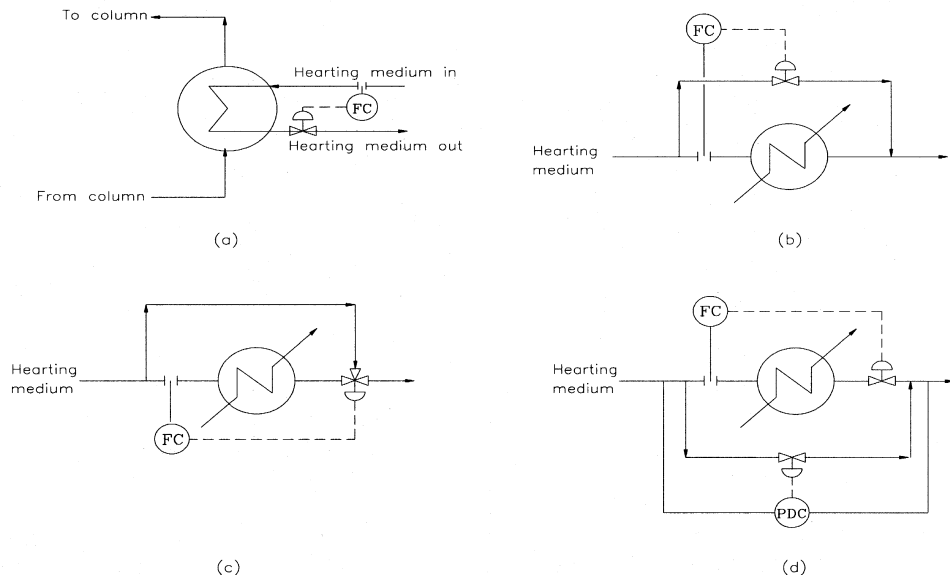 To column
Hearting medium in
FC
Hearting medium out
From column
(a)
FC
Hearting
medium
(b)
Hearting
medium
FC
(c)
FC
Hearting
medium
PDC
(d)